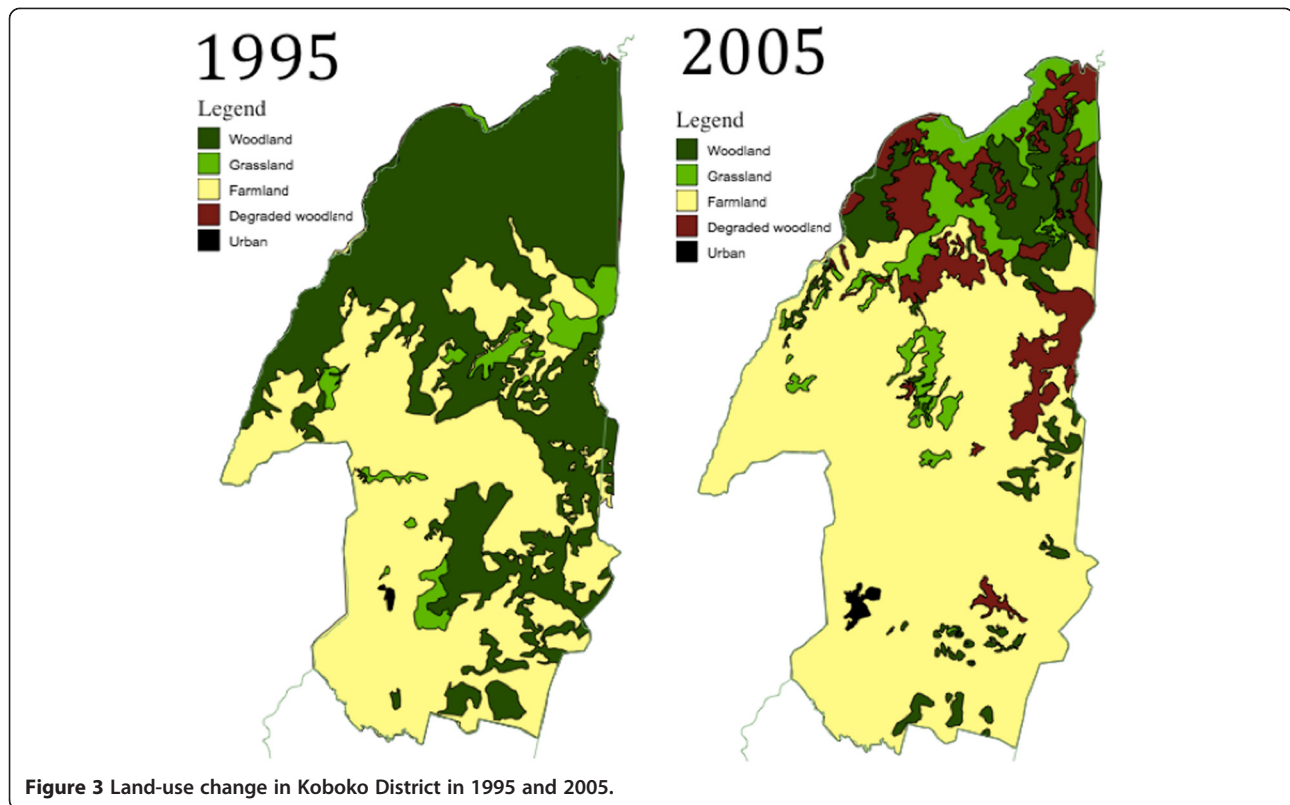 1995
Legend
Woodland
Grassland
Farmland
Degraded woodland
Urban
2005
Legend
Woodland
Grassland
Farmland
Degraded woodland
Urban
Figure 3 Land-use change in Koboko District in 1995 and 2005.